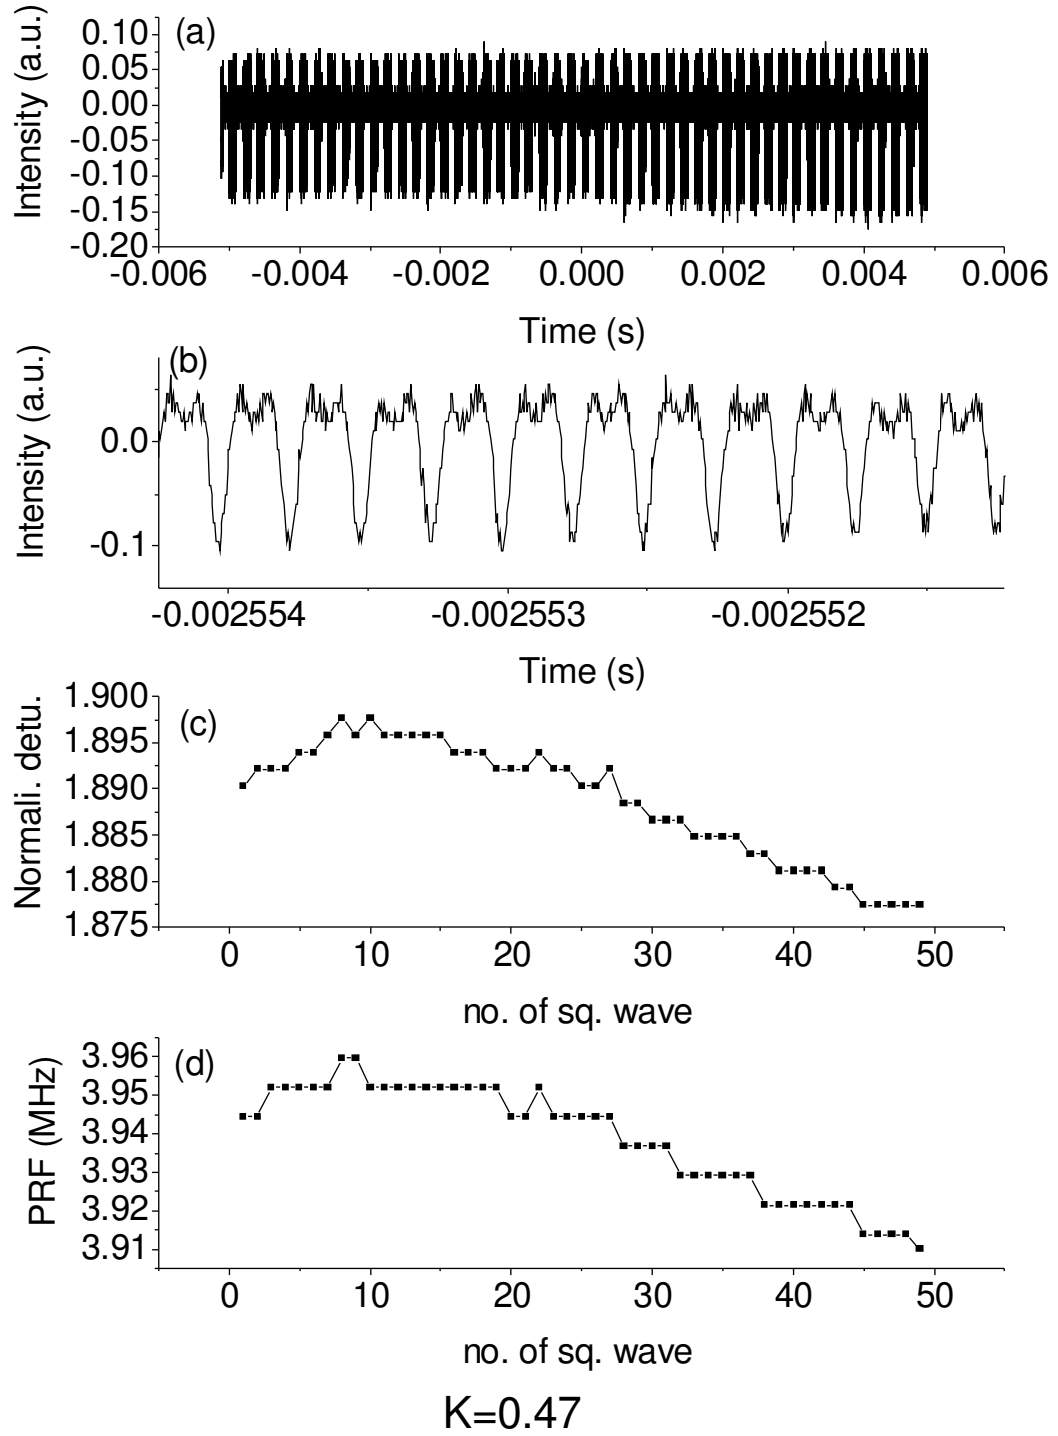 (a)
Intensity (a.u.)
0.10
0.05
0.00
-0.05
-0.10
-0.15
-0.20
-0.006 -0.004 -0.002 0.000 0.002 0.004 0.006
Time (s)
(b)
Intensity (a.u.)
0.0
-0.1
-0.002554 -0.002553 -0.002552
Time (s)
(c)
Normali. detu.
1.900
1.895
1.890
1.885
1.880
1.875
0 10 20 30 40 50
no. of sq. wave
(d)
PRF (MHz)
3.96
3.95
3.94
3.93
3.92
3.91
0 10 20 30 40 50
no. of sq. wave
K=0.47